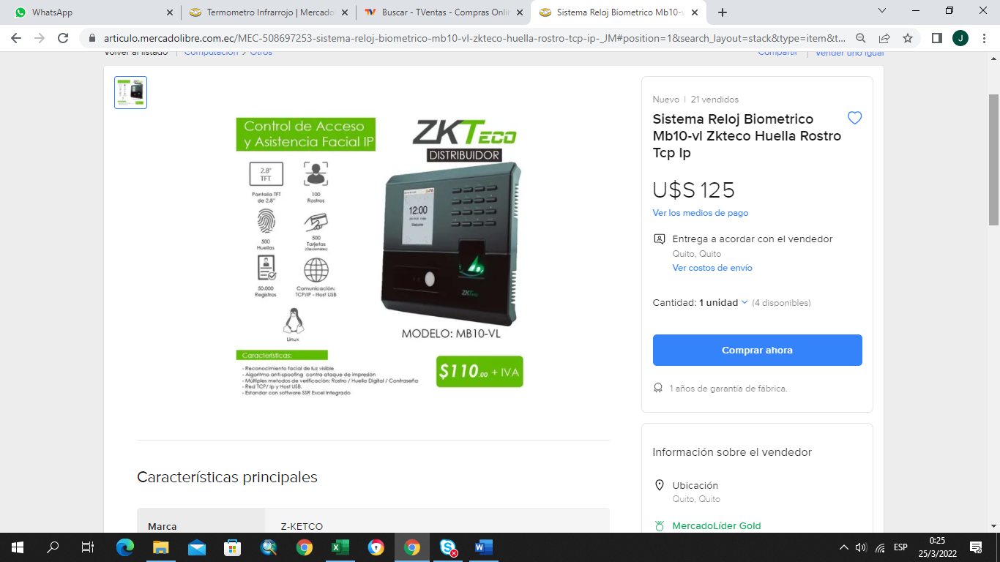 WhatsApp
Termometro Infrarrojo | Mercado
Buscar - TVentas - Compras Onlin
Sistema Reloj Biometrico Mb10-v
articulo.mercadolibre.com.ec/MEC-508697253-sistema-reloj-biometrico-mb10-vl-zkteco-huella-rostro-tcp-ip-_JM#position=1&search_layout=stack&type=item&t...
J
Volver al listado | Computación > Otros
Compartir | Vender uno igual
Control de Acceso
y Asistencia Facial IP
ZKTeco
DISTRIBUIDOR
2.8"
TFT
Pantalla TFT
de 2.8"
100
Rostros
500
Huellas
500
Tarjetas
(Opcionales)
50.000
Registros
Comunicación:
TCP/IP - Host USB
Linux
12:00
Welcome
ZKTeco
MODELO: MB10-VL
Características:
- Reconocimiento facial de luz visible
- Algoritmo anti-spoofing contra ataque de impresión
- Múltiples metodos de verificación: Rostro / Huella Digital / Contraseña
- Red TCP/ Ip y Host USB.
- Estandar con software SSR Excel integrado
$110.00 + IVA
Nuevo | 21 vendidos
Sistema Reloj Biometrico
Mb10-vl Zkteco Huella Rostro
Tcp Ip
U$S 125
Ver los medios de pago
Entrega a acordar con el vendedor
Quito, Quito
Ver costos de envío
Cantidad: 1 unidad (4 disponibles)
Comprar ahora
1 años de garantía de fábrica.
Información sobre el vendedor
Ubicación
Quito, Quito
MercadoLíder Gold
Características principales
Marca
Z-KETCO
ESP
0:25
25/3/2022